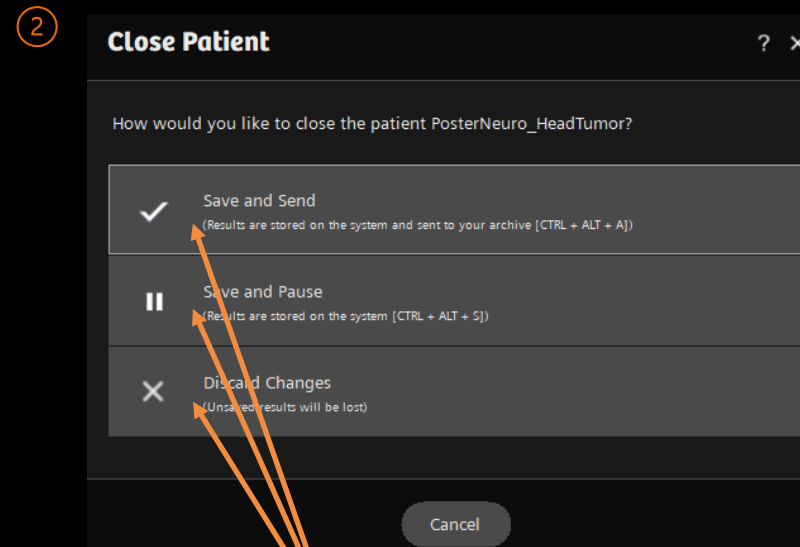 2
Close Patient
? ×
How would you like to close the patient PosterNeuro_HeadTumor?
Save and Send
(Results are stored on the system and sent to your archive [CTRL + ALT + A])
Save and Pause
(Results are stored on the system [CTRL + ALT + S])
Discard Changes
(Unsaved results will be lost)
Cancel